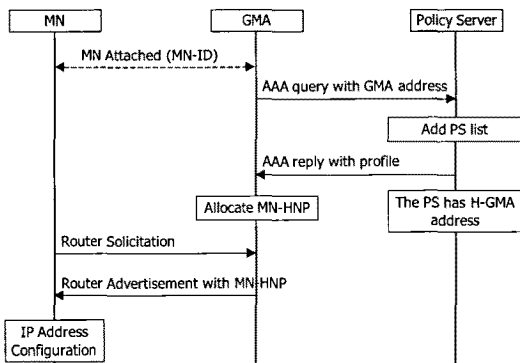 MN
GMA
Policy Server
MN Attached (MN-ID)
AAA query with GMA address
Add PS list
AAA reply with profile
Allocate MN-HNP
The PS has H-GMA
address
Router Solicitation
Router Advertisement with MN-HNP
IP Address
Configuration